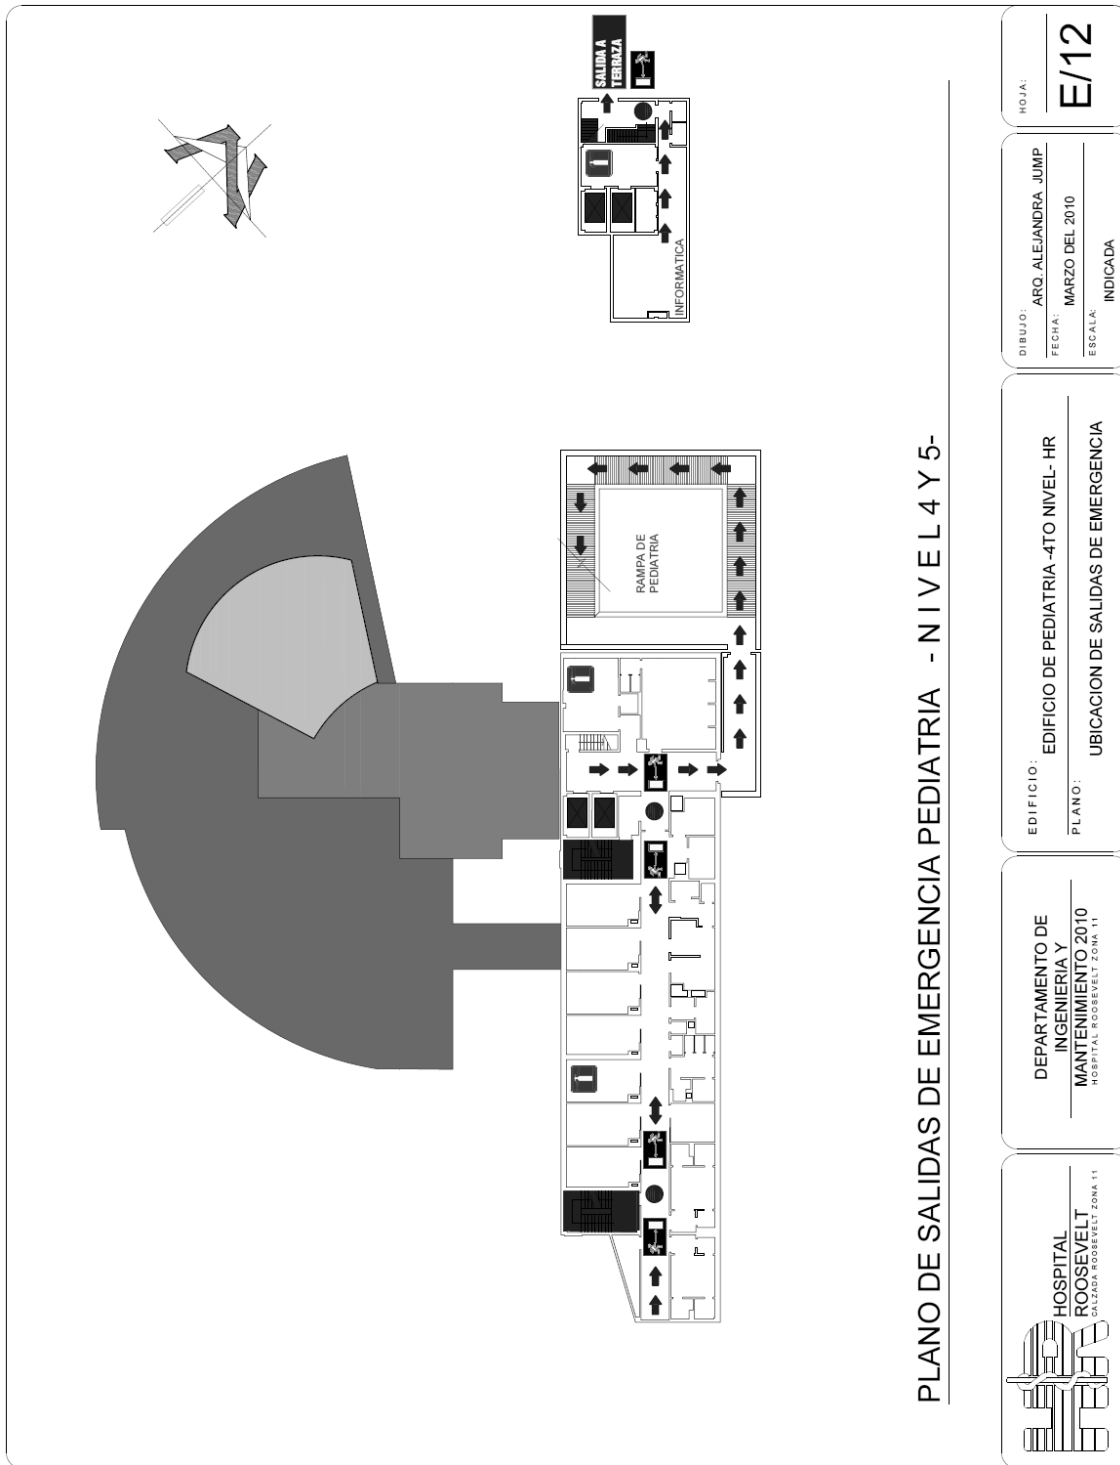 SALIDA A
TERRAZA
INFORMATICA
RAMPA DE
PEDIATRIA
PLANO DE SALIDAS DE EMERGENCIA PEDIATRIA - N I V E L 4 Y 5-
HOSPITAL
ROOSEVELT
CALZADA ROOSEVELT ZONA 11
DEPARTAMENTO DE
INGENIERIA Y
MANTENIMIENTO 2010
HOSPITAL ROOSEVELT ZONA 11
EDIFICIO:
EDIFICIO DE PEDIATRIA -4TO NIVEL- HR
PLANO:
UBICACION DE SALIDAS DE EMERGENCIA
DIBUJO:
ARQ. ALEJANDRA JUMP
FECHA:
MARZO DEL 2010
ESCALA:
INDICADA
HOJA:
E/12
HR